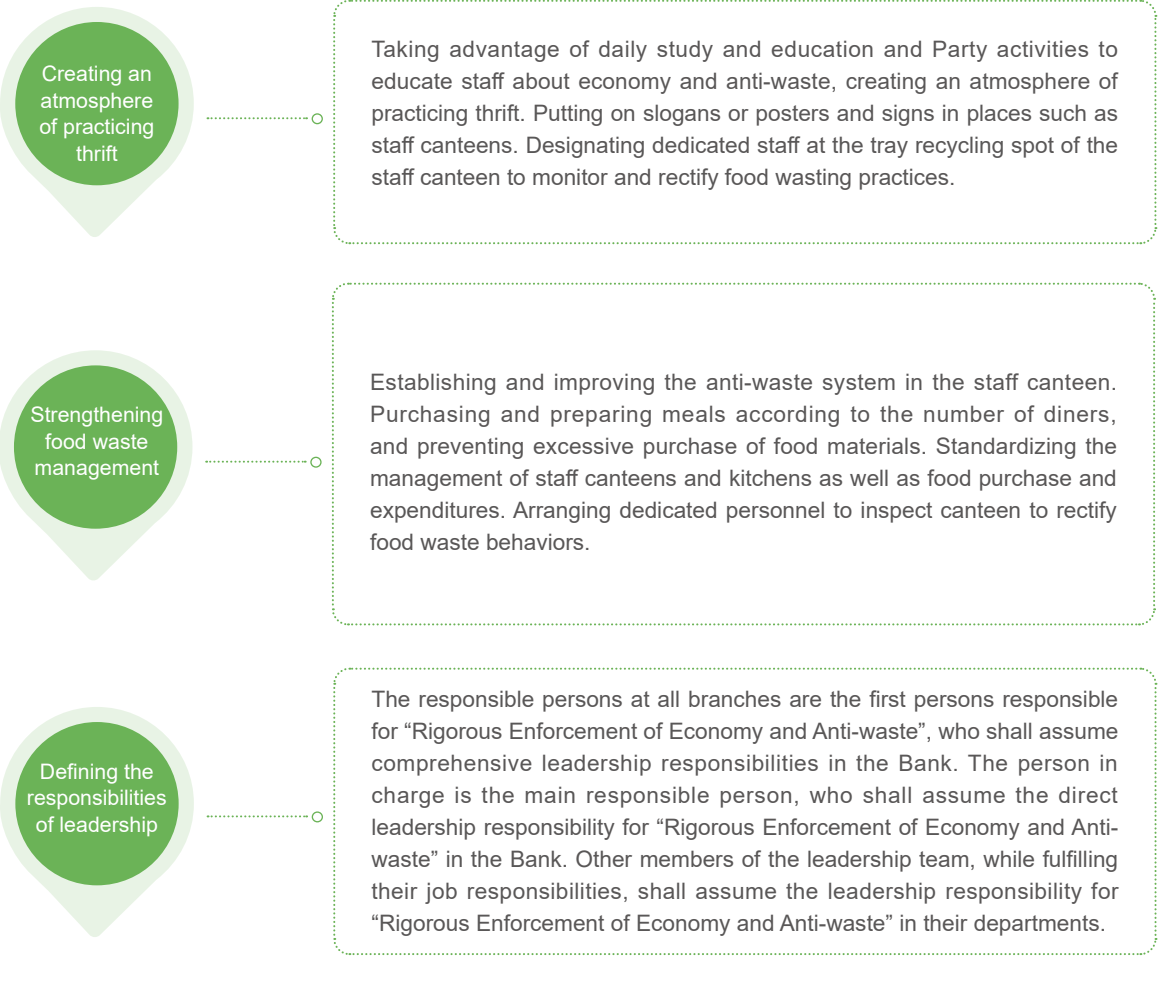 Creating an
atmosphere
of practicing
thrift
Taking advantage of daily study and education and Party activities to
educate staff about economy and anti-waste, creating an atmosphere of
practicing thrift. Putting on slogans or posters and signs in places such as
staff canteens. Designating dedicated staff at the tray recycling spot of the
staff canteen to monitor and rectify food wasting practices.
Strengthening
food waste
management
Establishing and improving the anti-waste system in the staff canteen.
Purchasing and preparing meals according to the number of diners,
and preventing excessive purchase of food materials. Standardizing the
management of staff canteens and kitchens as well as food purchase and
expenditures. Arranging dedicated personnel to inspect canteen to rectify
food waste behaviors.
Defining the
responsibilities
of leadership
The responsible persons at all branches are the first persons responsible
for “Rigorous Enforcement of Economy and Anti-waste”, who shall assume
comprehensive leadership responsibilities in the Bank. The person in
charge is the main responsible person, who shall assume the direct
leadership responsibility for “Rigorous Enforcement of Economy and Anti-
waste” in the Bank. Other members of the leadership team, while fulfilling
their job responsibilities, shall assume the leadership responsibility for
“Rigorous Enforcement of Economy and Anti-waste” in their departments.